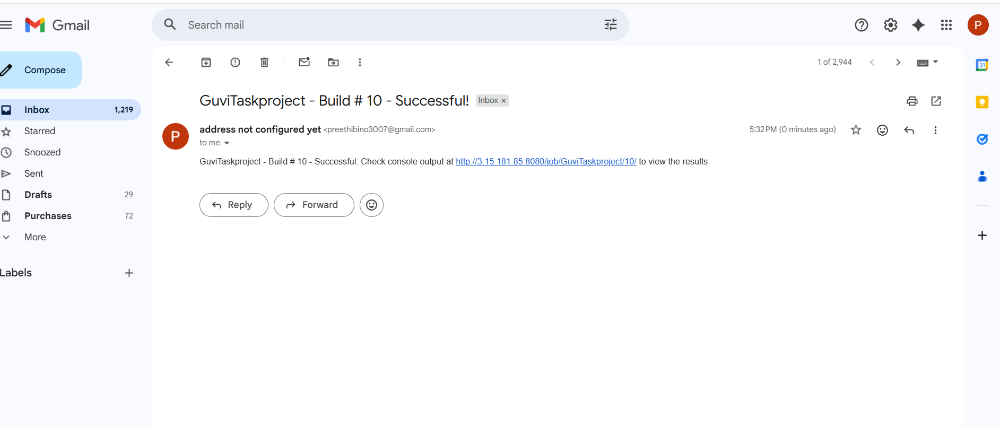 Gmail
Search mail
P
Compose
1 of 2,944
31
GuviTaskproject - Build # 10 - Successful! Inbox ×
Inbox 1,219
Starred
Snoozed
Sent
Drafts 29
Purchases 72
More
Labels
P
address not configured yet <preethibino3007@gmail.com> 5:32 PM (0 minutes ago)
to me
GuviTaskproject - Build # 10 - Successful: Check console output at http://3.15.181.85:8080/job/GuviTaskproject/10/ to view the results.
Reply Forward